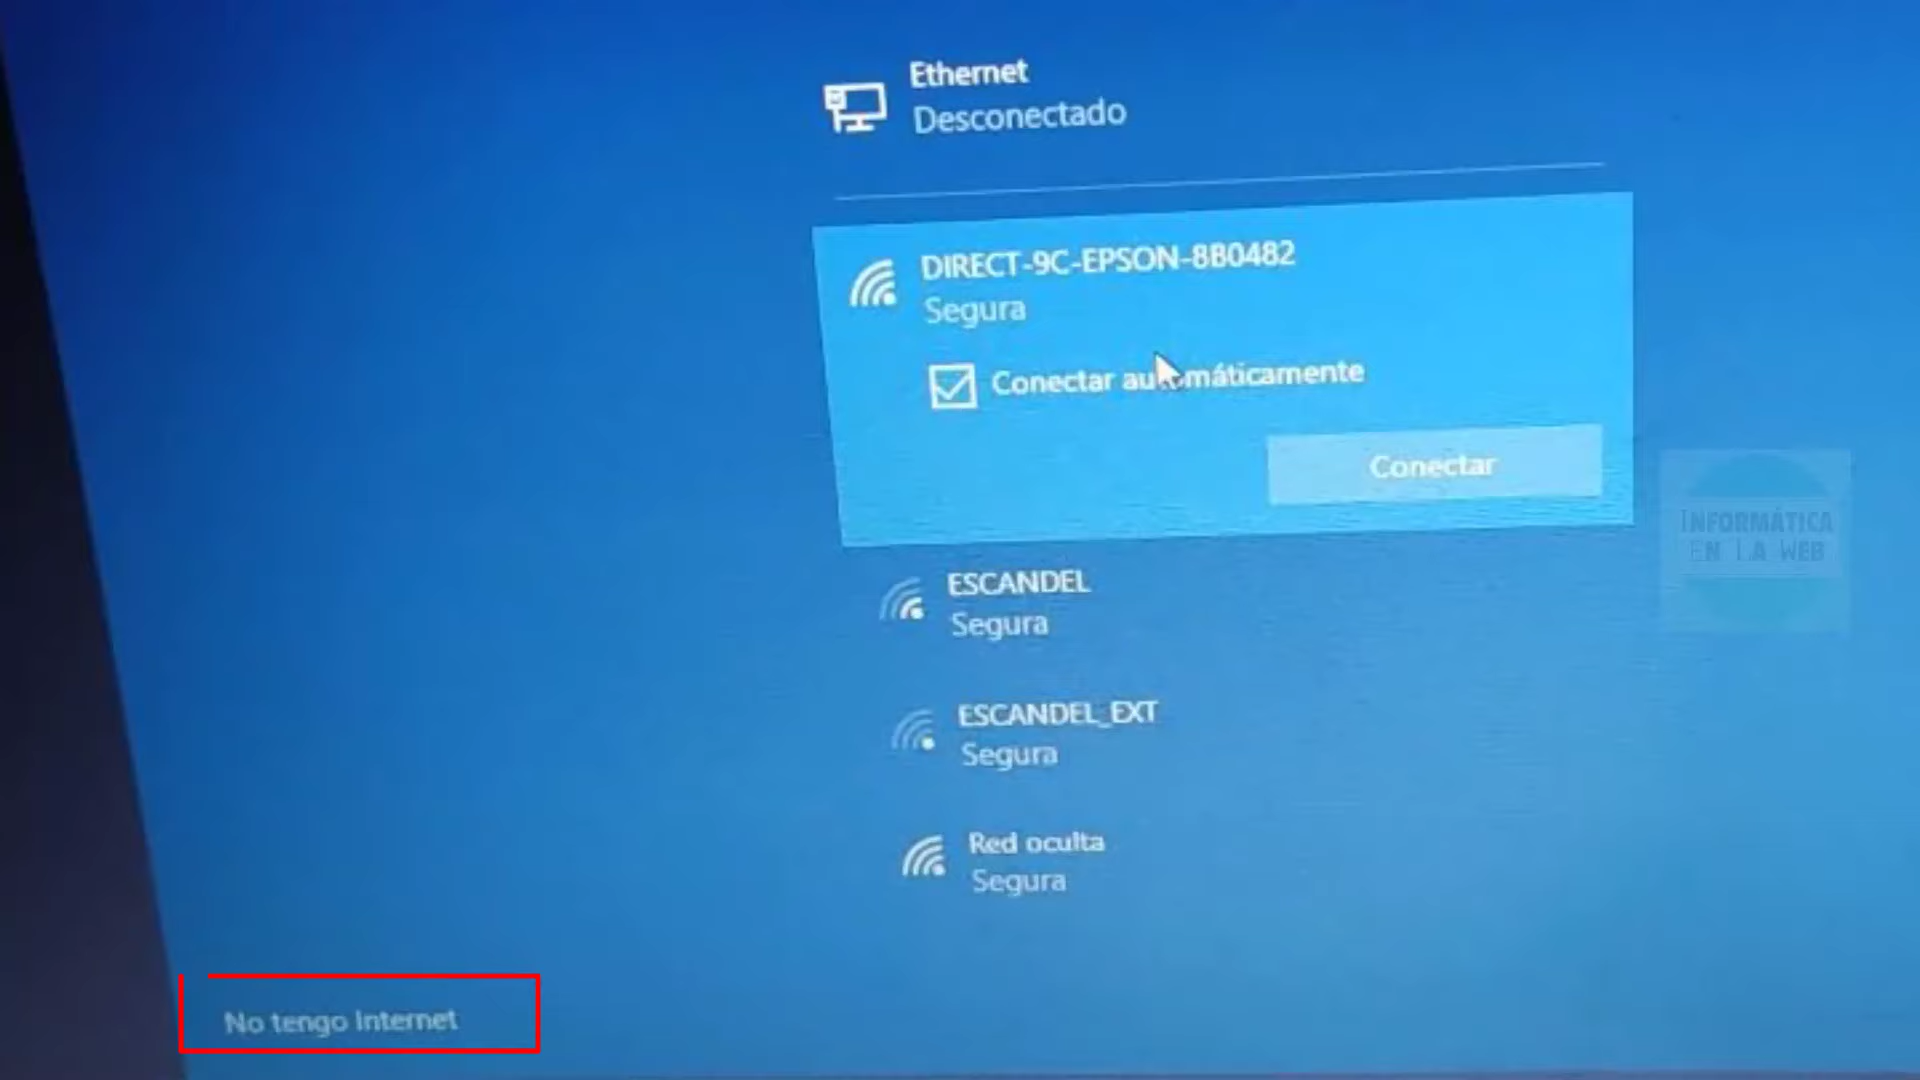 Ethernet
Desconectado
DIRECT-9C-EPSON-8B0482
Segura
Conectar automáticamente
Conectar
INFORMÁTICA
EN LA WEB
ESCANDEL
Segura
ESCANDEL_EXT
Segura
Red oculta
Segura
No tengo Internet